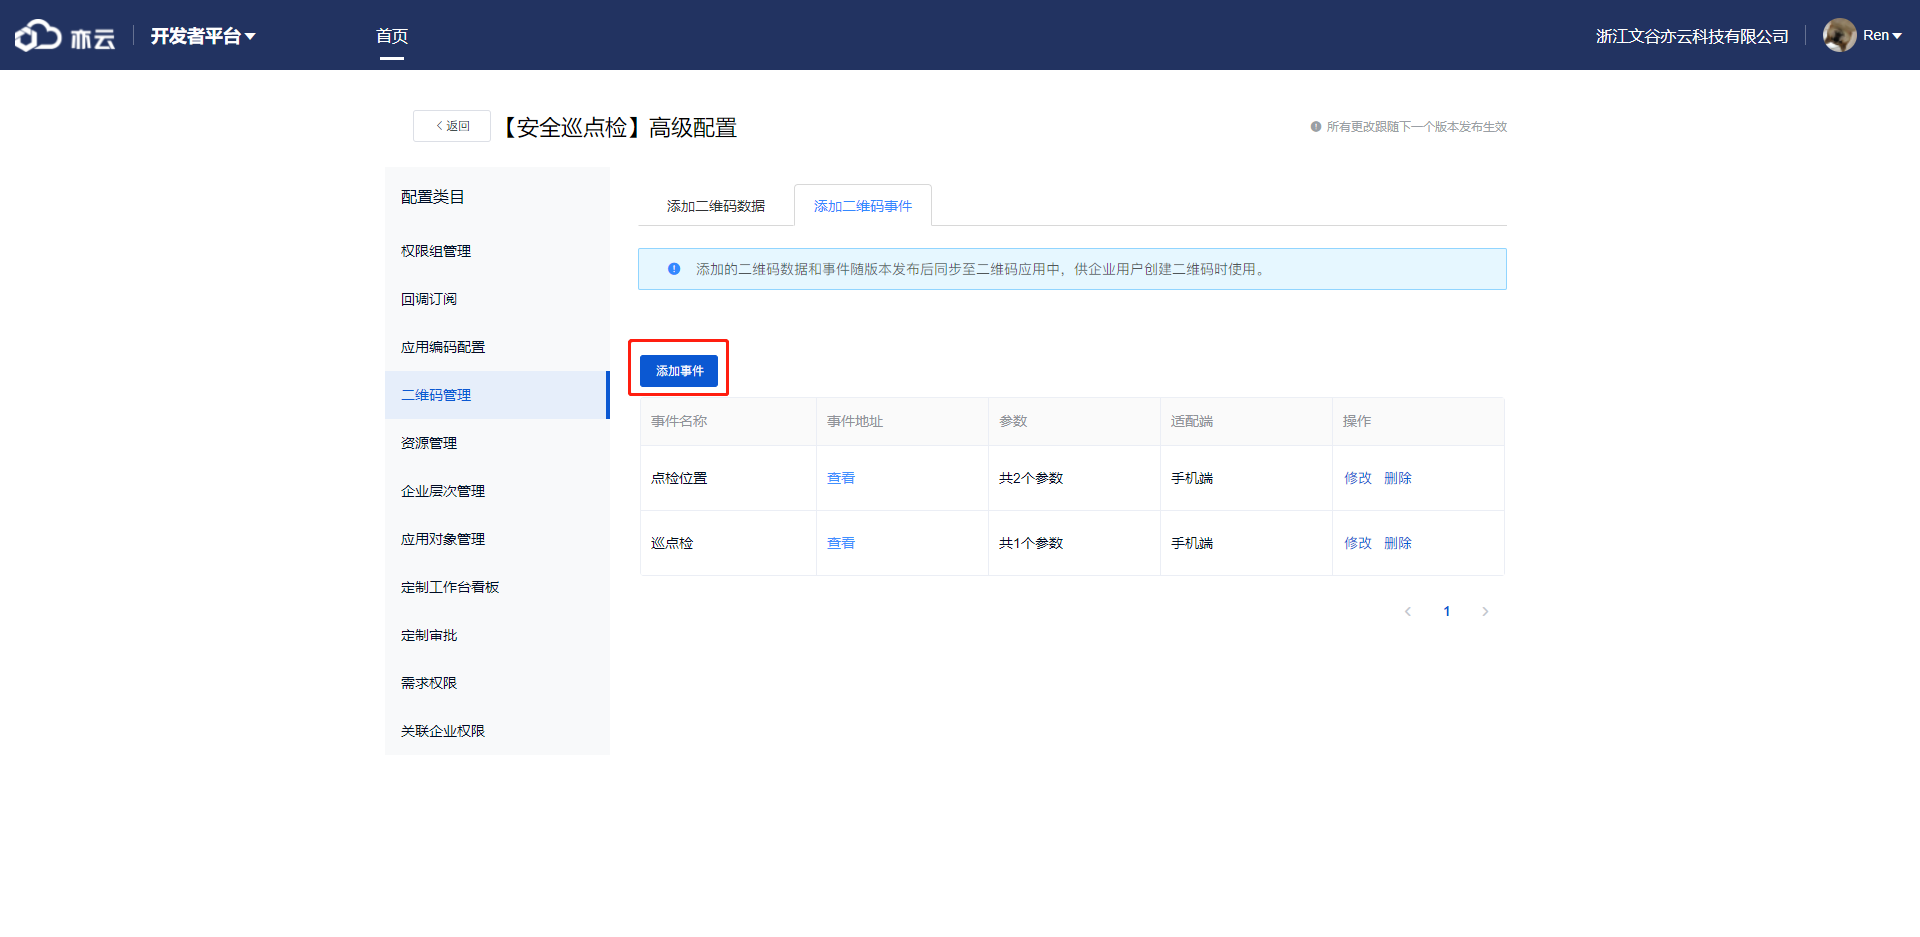 亦云
开发者平台
首页
浙江文谷亦云科技有限公司
Ren
返回
【安全巡点检】高级配置
所有更改跟随下一个版本发布生效
配置类目
权限组管理
回调订阅
应用编码配置
二维码管理
资源管理
企业层次管理
应用对象管理
定制工作台看板
定制审批
需求权限
关联企业权限
添加二维码数据 添加二维码事件
添加的二维码数据和事件随版本发布后同步至二维码应用中，供企业用户创建二维码时使用。
添加事件
事件名称 事件地址 参数 适配端 操作
点检位置 查看 共2个参数 手机端 修改 删除
巡点检 查看 共1个参数 手机端 修改 删除
1